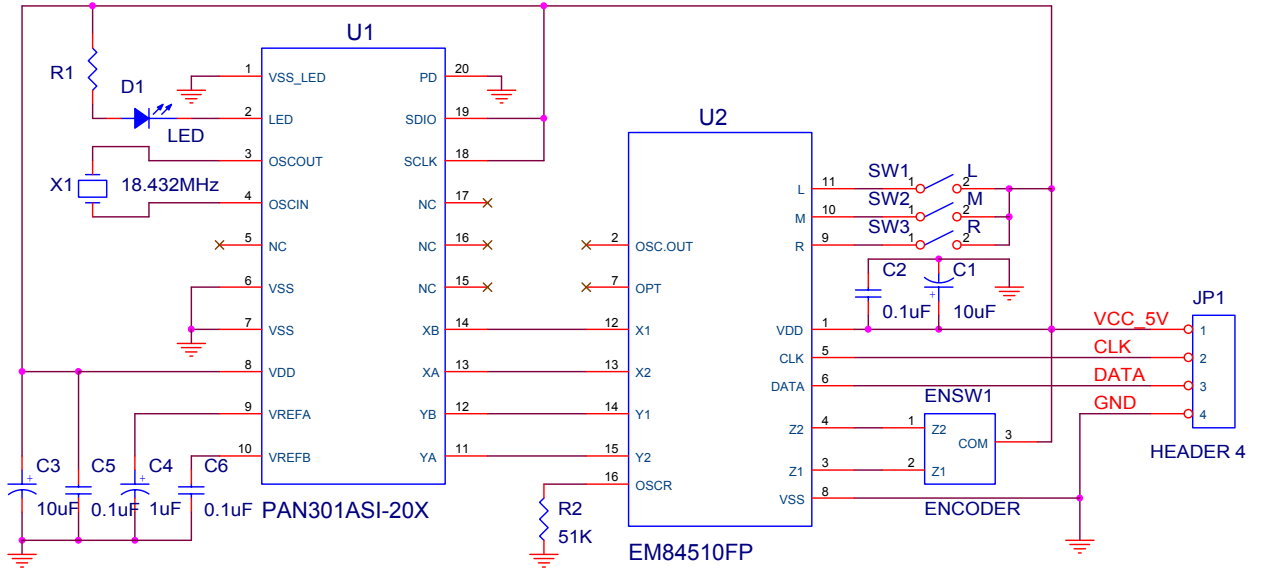 U1
R1
D1
LED
X1
18.432MHz
1 VSS_LED
2 LED
3 OSCOUT
4 OSCIN
5 NC
6 VSS
7 VSS
8 VDD
9 VREFA
10 VREFB
PD 20
SDIO 19
SCLK 18
NC 17
NC 16
NC 15
XB 14
XA 13
YB 12
YA 11
PAN301ASI-20X
C3
+
10uF
C5
0.1uF
C4
+
1uF
C6
0.1uF
U2
2 OSC.OUT
7 OPT
12 X1
13 X2
14 Y1
15 Y2
16 OSCR
L 11
M 10
R 9
VDD 1
CLK 5
DATA 6
Z2 4
Z1 3
VSS 8
EM84510FP
R2
51K
SW1 1 2 L
SW2 1 2 M
SW3 1 2 R
C2
0.1uF
C1
+
10uF
ENSW1
1 Z2
2 Z1
COM 3
ENCODER
JP1
VCC_5V 1
CLK 2
DATA 3
GND 4
HEADER 4